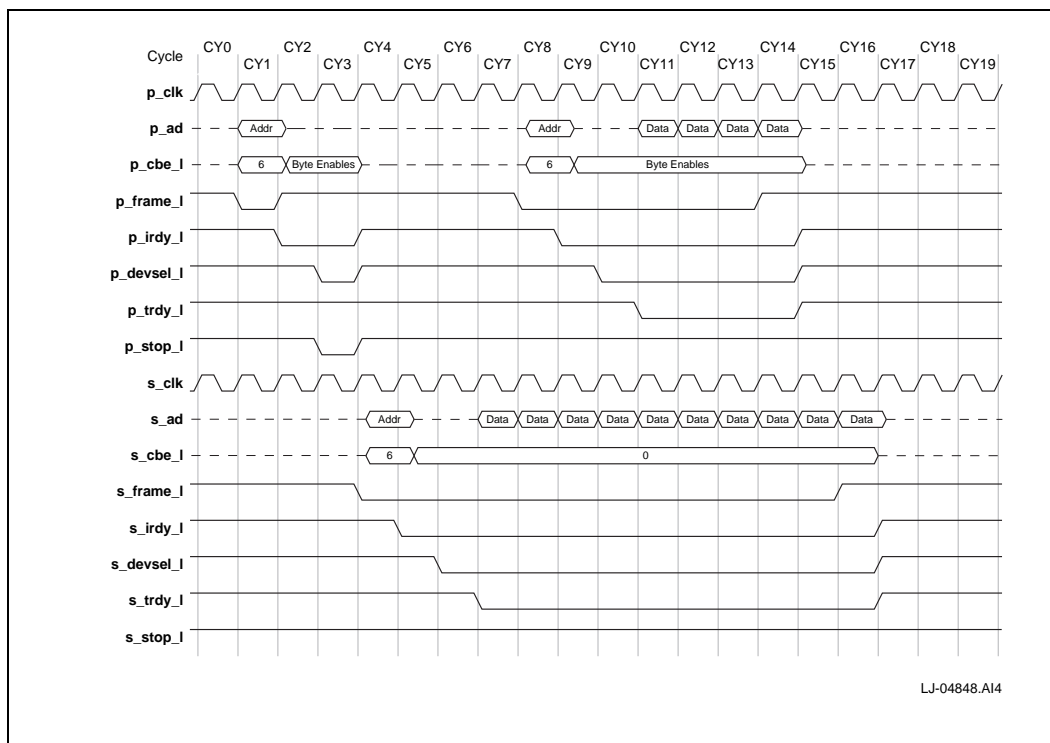 Cycle CY0 CY2 CY4 CY6 CY8 CY10 CY12 CY14 CY16 CY18
CY1 CY3 CY5 CY7 CY9 CY11 CY13 CY15 CY17 CY19
p_clk
p_ad Addr Addr Data Data Data Data
p_cbe_l 6 Byte Enables 6 Byte Enables
p_frame_l
p_irdy_l
p_devsel_l
p_trdy_l
p_stop_l
s_clk
s_ad Addr Data Data Data Data Data Data Data Data Data Data
s_cbe_l 6 0
s_frame_l
s_irdy_l
s_devsel_l
s_trdy_l
s_stop_l
LJ-04848.AI4